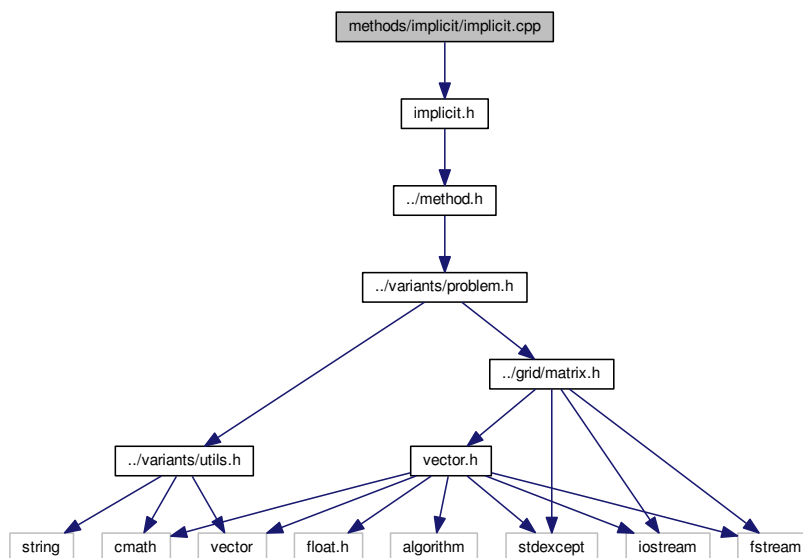 methods/implicit/implicit.cpp
implicit.h
../method.h
../variants/problem.h
../grid/matrix.h
../variants/utils.h
vector.h
string
cmath
vector
float.h
algorithm
stdexcept
iostream
fstream